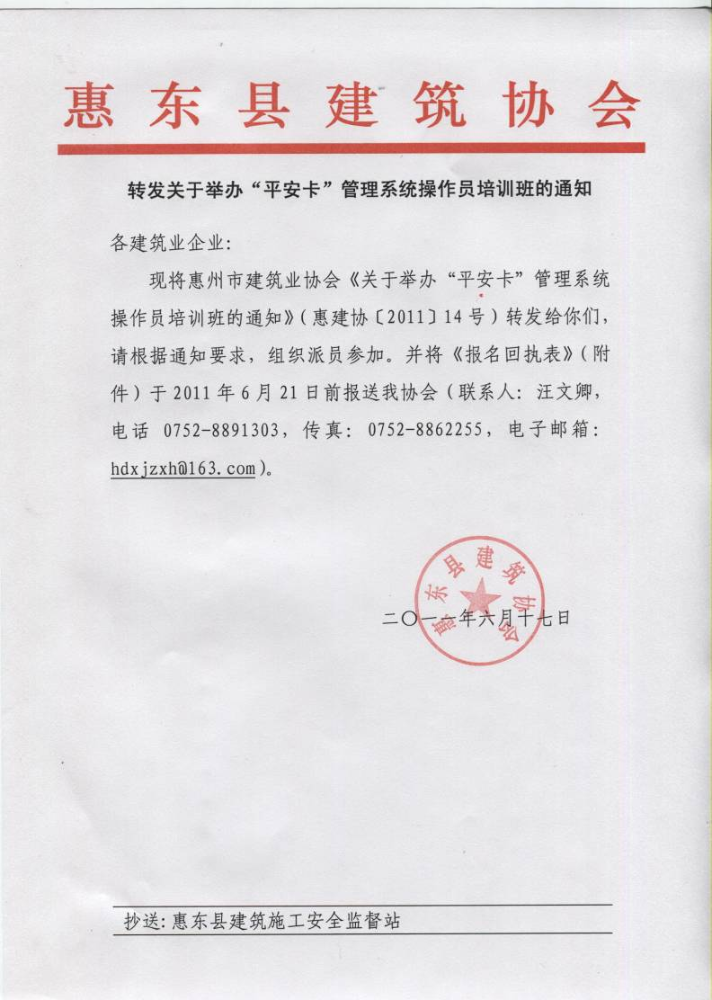 惠东县建筑协会
转发关于举办“平安卡”管理系统操作员培训班的通知
各建筑业企业：
现将惠州市建筑业协会《关于举办“平安卡”管理系统
操作员培训班的通知》（惠建协〔2011〕14号）转发给你们，
请根据通知要求，组织派员参加。并将《报名回执表》（附
件）于2011年6月21日前报送我协会（联系人：汪文卿，
电话 0752-8891303，传真：0752-8862255，电子邮箱：
hdxjzxh@163.com）。
惠东县建筑协会
二〇一一年六月十七日
抄送：惠东县建筑施工安全监督站